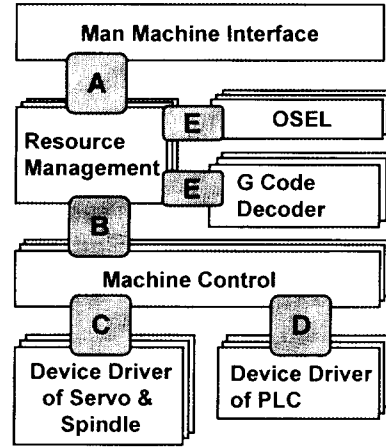 Man Machine Interface
A
E
OSEL
Resource
Management
E
G Code
Decoder
B
Machine Control
C
D
Device Driver
of Servo &
Spindle
Device Driver
of PLC